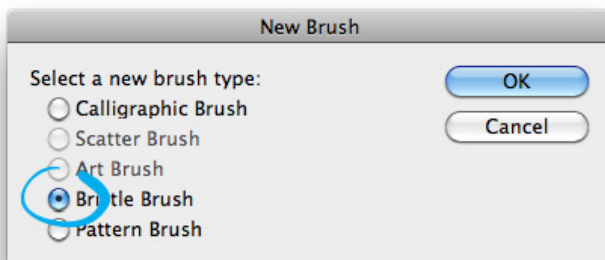 New Brush
Select a new brush type:
OK
Calligraphic Brush
Cancel
Scatter Brush
Art Brush
Bristle Brush
Pattern Brush